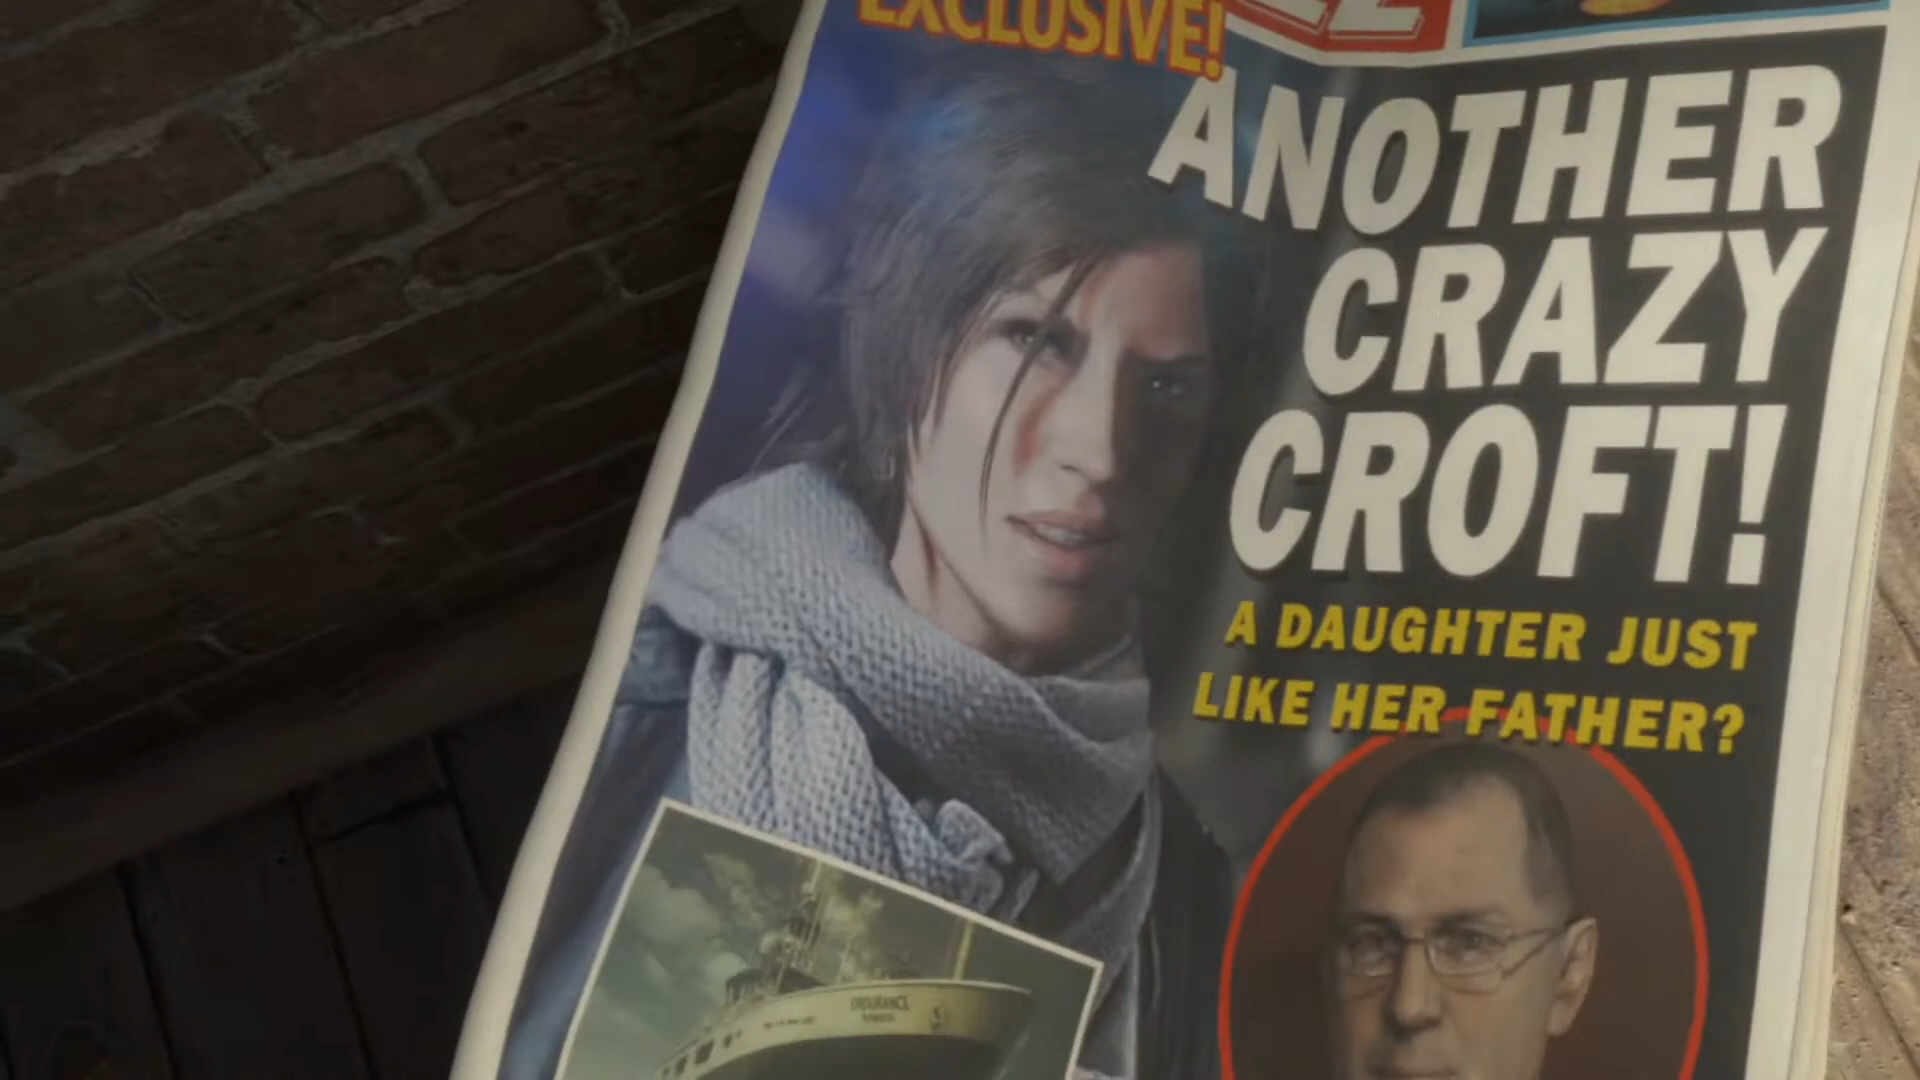 EXCLUSIVE!
ANOTHER
CRAZY
CROFT!
A DAUGHTER JUST
LIKE HER FATHER?
ENDURANCE